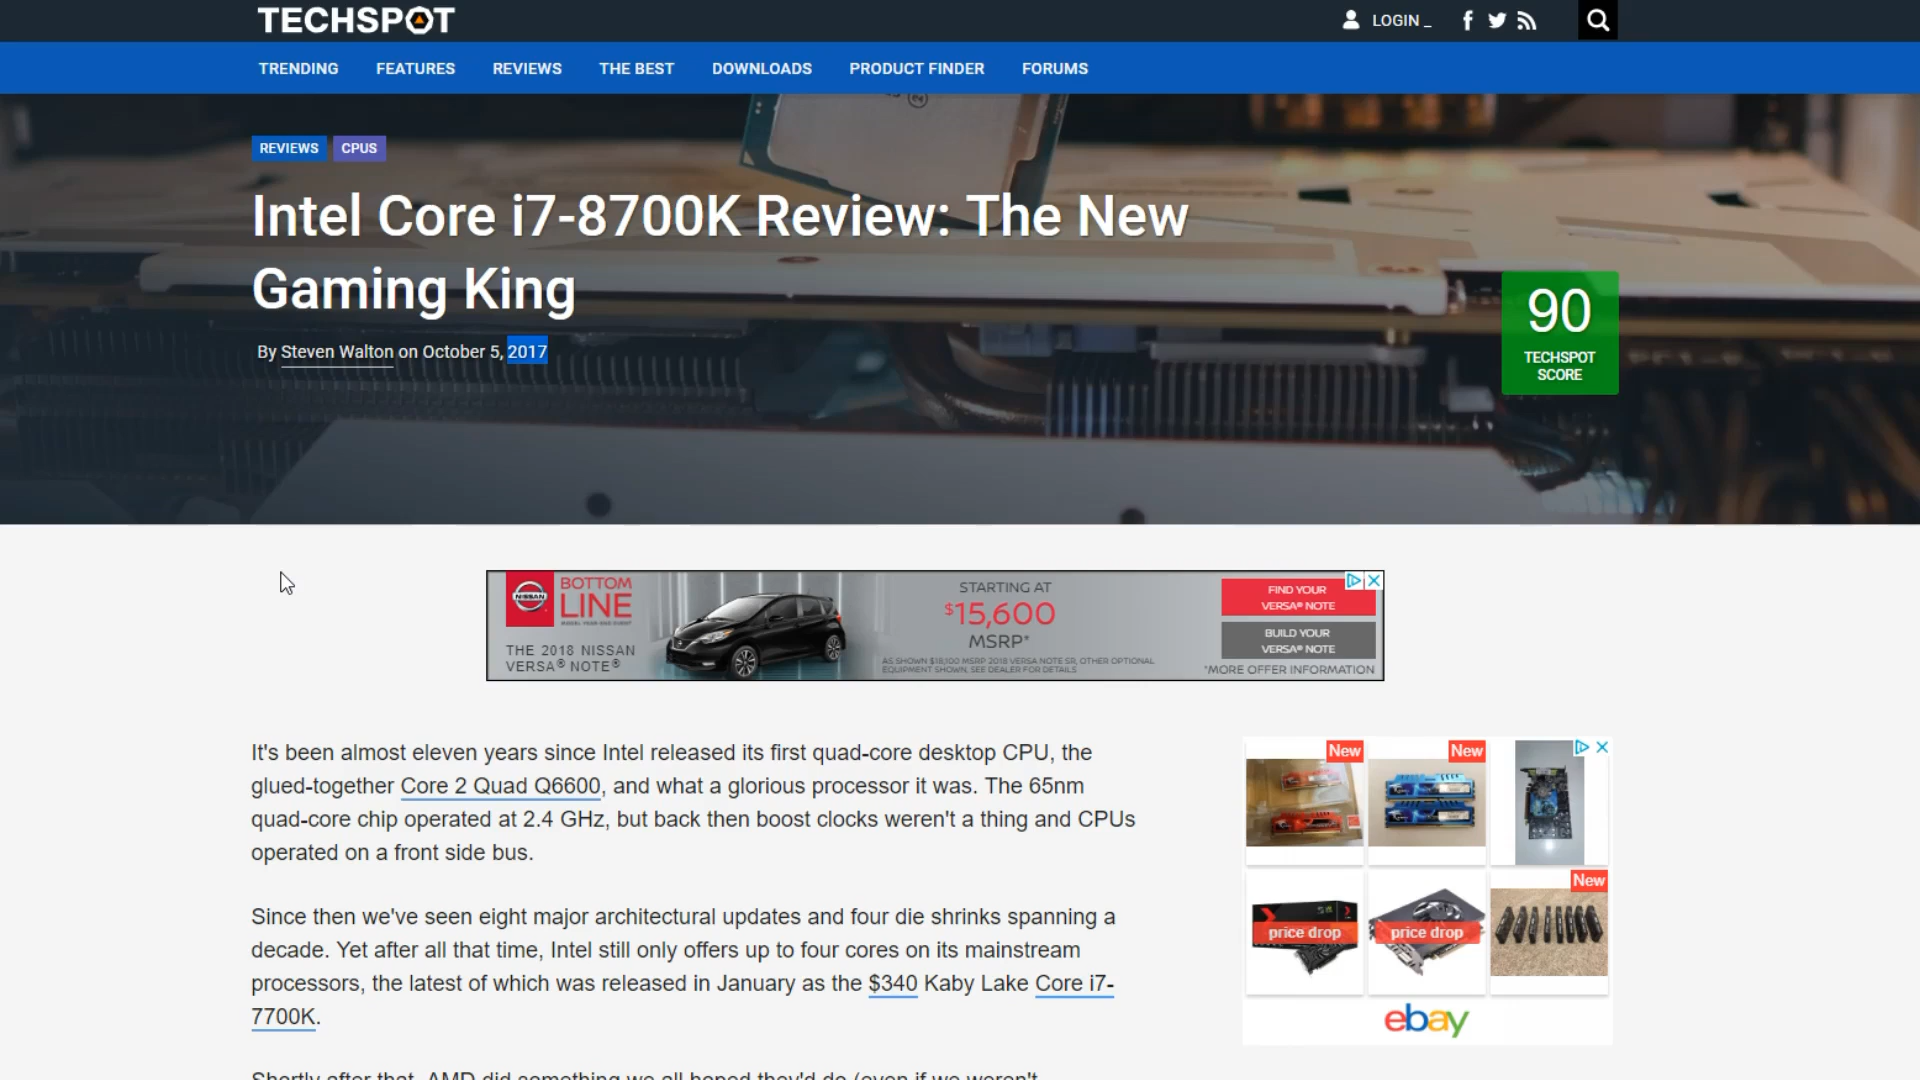 TECHSPOT
LOGIN _
TRENDING FEATURES REVIEWS THE BEST DOWNLOADS PRODUCT FINDER FORUMS
REVIEWS CPUS
Intel Core i7-8700K Review: The New
Gaming King
By Steven Walton on October 5, 2017
90
TECHSPOT
SCORE
NISSAN
BOTTOM
LINE
THE 2018 NISSAN
VERSA® NOTE®
STARTING AT
$15,600
MSRP*
AS SHOWN $18,100 MSRP 2018 VERSA NOTE SR, OTHER OPTIONAL
EQUIPMENT SHOWN, SEE DEALER FOR DETAILS
FIND YOUR
VERSA® NOTE
BUILD YOUR
VERSA® NOTE
*MORE OFFER INFORMATION
It's been almost eleven years since Intel released its first quad-core desktop CPU, the
glued-together Core 2 Quad Q6600, and what a glorious processor it was. The 65nm
quad-core chip operated at 2.4 GHz, but back then boost clocks weren't a thing and CPUs
operated on a front side bus.
Since then we've seen eight major architectural updates and four die shrinks spanning a
decade. Yet after all that time, Intel still only offers up to four cores on its mainstream
processors, the latest of which was released in January as the $340 Kaby Lake Core i7-
7700K.
Shortly after that, AMD did something we all hoped they'd do (even if we weren't
New New
New
price drop price drop
ebay